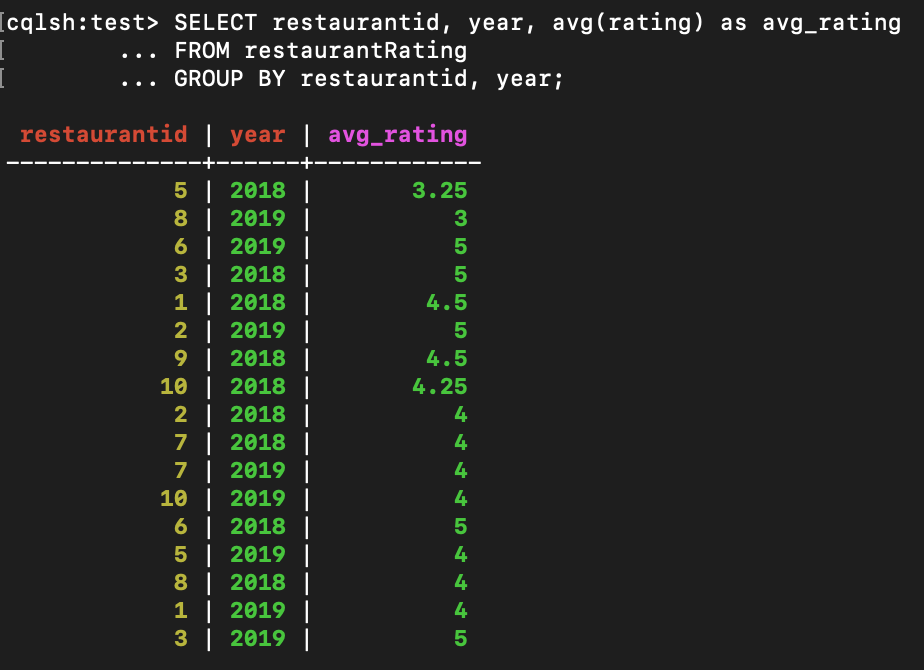 cqlsh:test> SELECT restaurantid, year, avg(rating) as avg_rating
... FROM restaurantRating
... GROUP BY restaurantid, year;
restaurantid | year | avg_rating
--------------+------+------------
5 | 2018 | 3.25
8 | 2019 | 3
6 | 2019 | 5
3 | 2018 | 5
1 | 2018 | 4.5
2 | 2019 | 5
9 | 2018 | 4.5
10 | 2018 | 4.25
2 | 2018 | 4
7 | 2018 | 4
7 | 2019 | 4
10 | 2019 | 4
6 | 2018 | 5
5 | 2019 | 4
8 | 2018 | 4
1 | 2019 | 4
3 | 2019 | 5